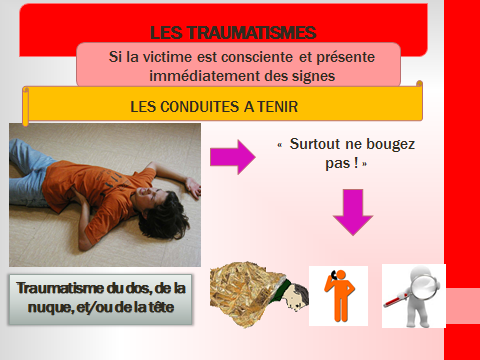 LES TRAUMATISMES
Si la victime est consciente et présente
immédiatement des signes
LES CONDUITES A TENIR
« Surtout ne bougez
pas ! »
Traumatisme du dos, de la
nuque, et/ou de la tête